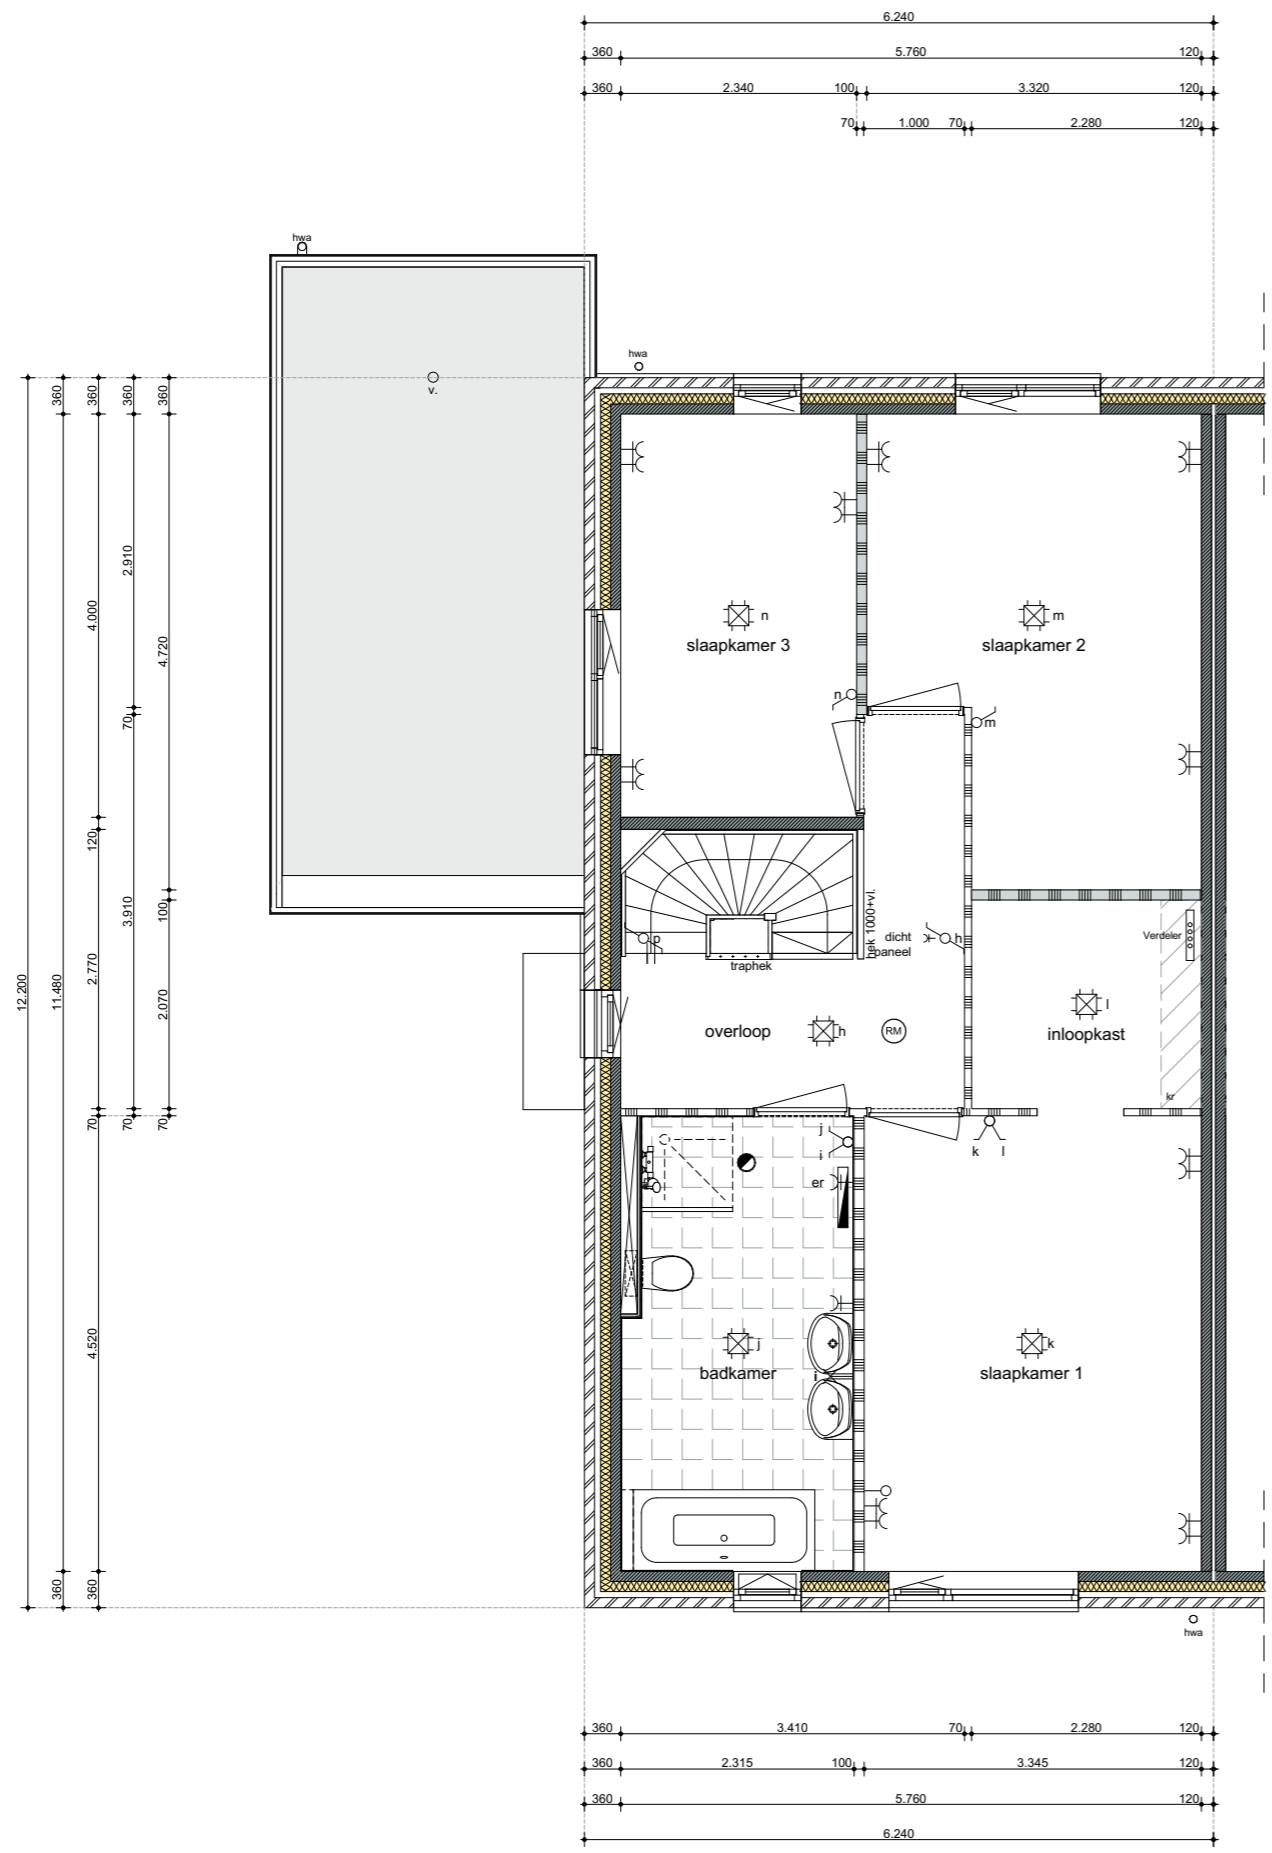 6.240
360 5.760 120
360 2.340 100 3.320 120
70 1.000 70 2.280 120
hwa
hwa
v.
360 360 360 360 360
12.200
11.480
4.000
120
2.770
70
4.520
360 360
2.910
70
3.910
70
4.720
100
2.070
70
n
slaapkamer 3
m
slaapkamer 2
n
m
p
traphek
hek 1000+vl.
dicht
paneel
h
Verdeler
overloop
h
RM
l
inloopkast
kr
j
i
k l
er
j
badkamer
i
k
slaapkamer 1
hwa
360 3.410 70 2.280 120
360 2.315 100 3.345 120
360 5.760 120
6.240